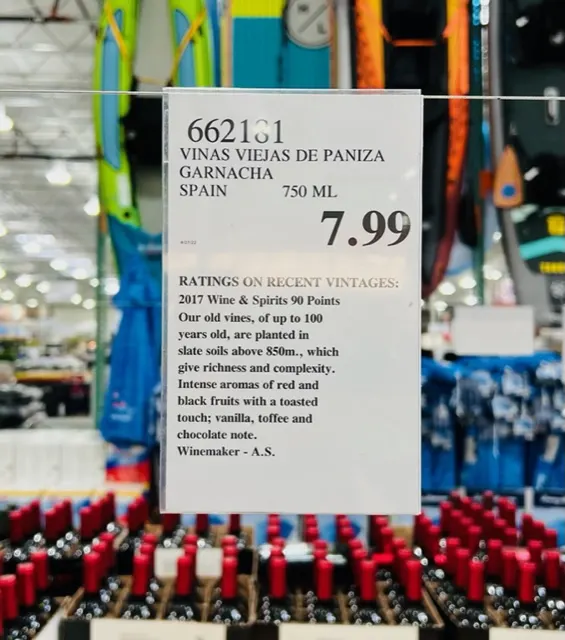 662181
VINAS VIEJAS DE PANIZA
GARNACHA
SPAIN 750 ML
7.99
RATINGS ON RECENT VINTAGES:
2017 Wine & Spirits 90 Points
Our old vines, of up to 100
years old, are planted in
slate soils above 850m., which
give richness and complexity.
Intense aromas of red and
black fruits with a toasted
touch; vanilla, toffee and
chocolate note.
Winemaker - A.S.